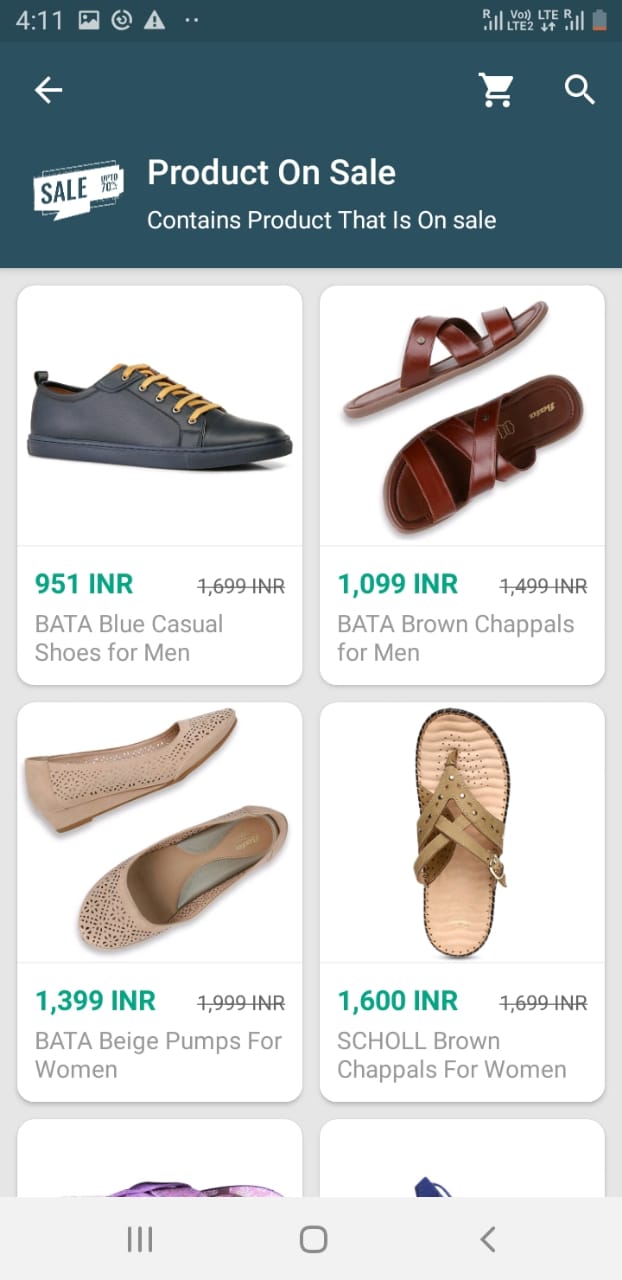 4:11
R Vo) LTE R
LTE2
SALE UPTO
70%
Product On Sale
Contains Product That Is On sale
Bata
951 INR 1,699 INR
BATA Blue Casual
Shoes for Men
1,099 INR 1,499 INR
BATA Brown Chappals
for Men
Bata
1,399 INR 1,999 INR
BATA Beige Pumps For
Women
1,600 INR 1,699 INR
SCHOLL Brown
Chappals For Women